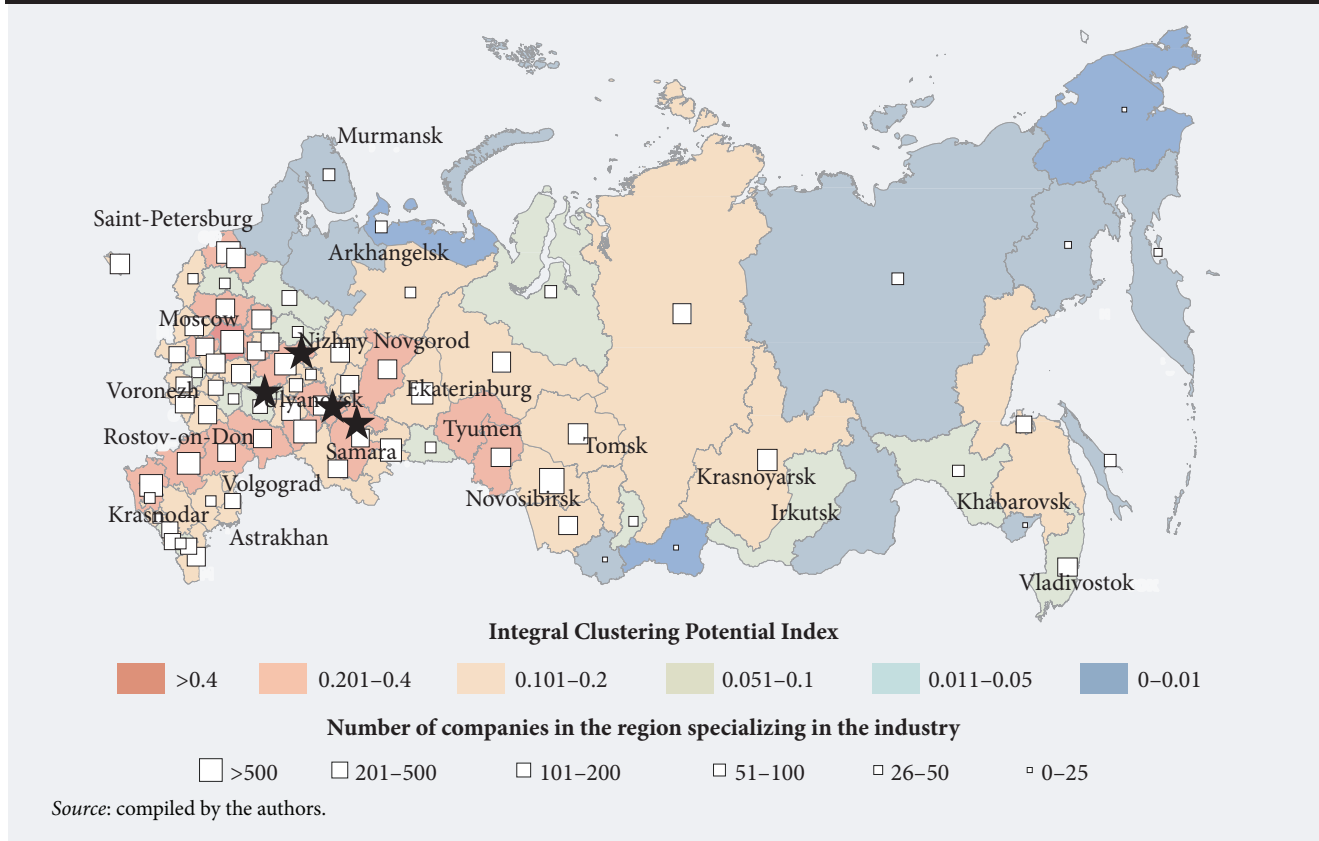 Murmansk
Saint-Petersburg
Arkhangelsk
Moscow
Nizhny Novgorod
Voronezh
Ulyanovsk
Ekaterinburg
Rostov-on-Don
Samara
Tyumen
Tomsk
Volgograd
Novosibirsk
Krasnoyarsk
Krasnodar
Irkutsk
Khabarovsk
Astrakhan
Vladivostok
Integral Clustering Potential Index
>0.4 0.201–0.4 0.101–0.2 0.051–0.1 0.011–0.05 0–0.01
Number of companies in the region specializing in the industry
>500 201–500 101–200 51–100 26–50 0–25
Source: compiled by the authors.